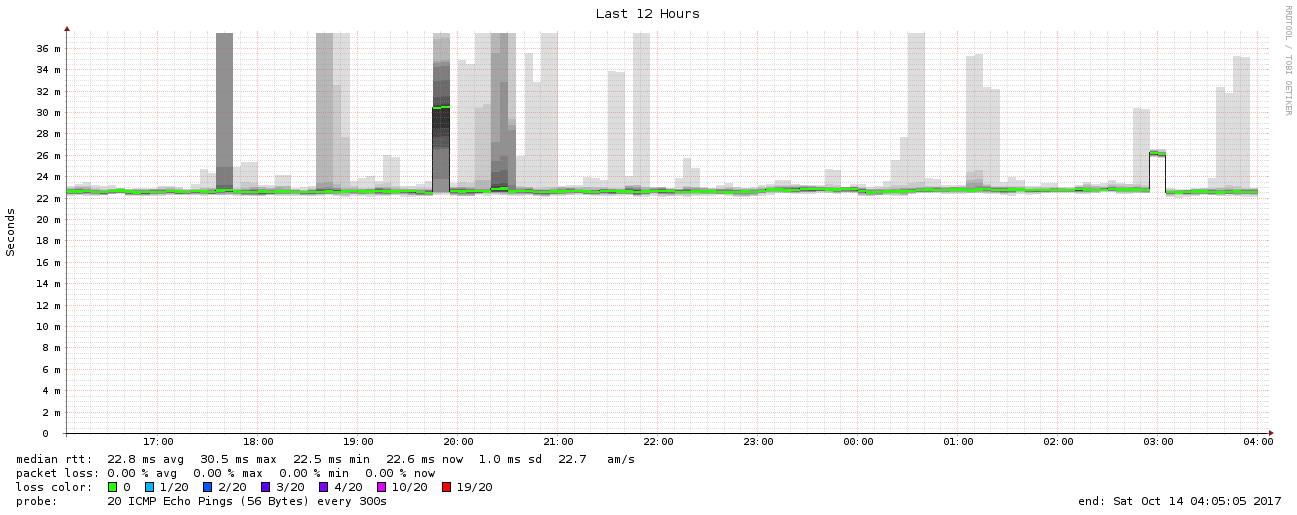 Last 12 Hours
RRDTOOL / TOBI OETIKER
Seconds
36 m
34 m
32 m
30 m
28 m
26 m
24 m
22 m
20 m
18 m
16 m
14 m
12 m
10 m
8 m
6 m
4 m
2 m
0
17:00 18:00 19:00 20:00 21:00 22:00 23:00 00:00 01:00 02:00 03:00 04:00
median rtt: 22.8 ms avg 30.5 ms max 22.5 ms min 22.6 ms now 1.0 ms sd 22.7 am/s
packet loss: 0.00 % avg 0.00 % max 0.00 % min 0.00 % now
loss color: 0 1/20 2/20 3/20 4/20 10/20 19/20
probe: 20 ICMP Echo Pings (56 Bytes) every 300s end: Sat Oct 14 04:05:05 2017